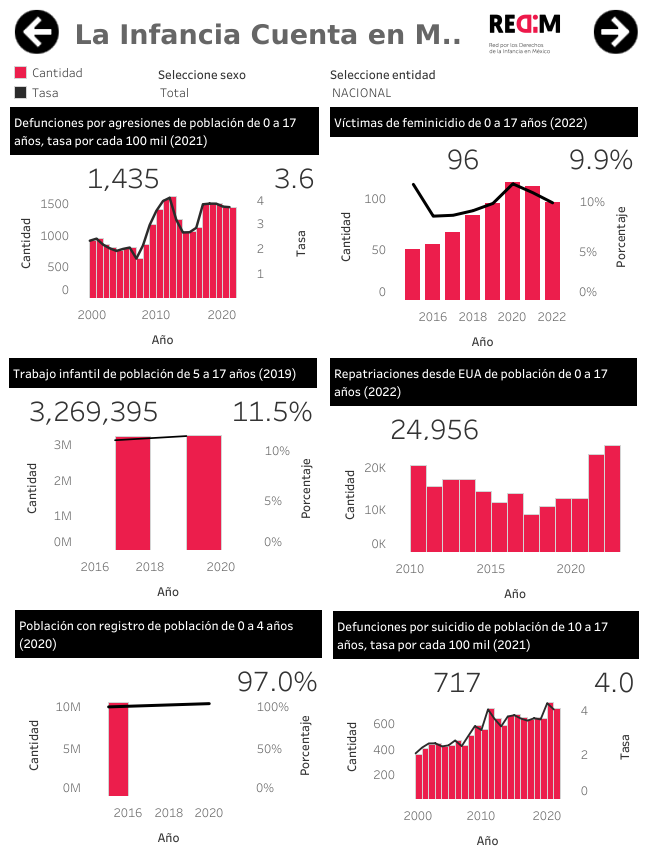 La Infancia Cuenta en M..
REDIM
Red por los Derechos
de la Infancia en México
Cantidad
Tasa
Seleccione sexo
Total
Seleccione entidad
NACIONAL
Defunciones por agresiones de población de 0 a 17
años, tasa por cada 100 mil (2021)
1,435
3.6
1500
1000
500
0
Cantidad
4
3
2
1
Tasa
2000
2010
2020
Año
Víctimas de feminicidio de 0 a 17 años (2022)
96
9.9%
100
50
0
Cantidad
10%
5%
0%
Porcentaje
2016
2018
2020
2022
Año
Trabajo infantil de población de 5 a 17 años (2019)
3,269,395
11.5%
3M
2M
1M
0M
Cantidad
10%
5%
0%
Porcentaje
2016
2018
2020
Año
Repatriaciones desde EUA de población de 0 a 17
años (2022)
24,956
20K
10K
0K
Cantidad
2010
2015
2020
Año
Población con registro de población de 0 a 4 años
(2020)
97.0%
10M
5M
0M
Cantidad
100%
50%
0%
Porcentaje
2016
2018
2020
Año
Defunciones por suicidio de población de 10 a 17
años, tasa por cada 100 mil (2021)
717
4.0
600
400
200
Cantidad
4
2
0
Tasa
2000
2010
2020
Año